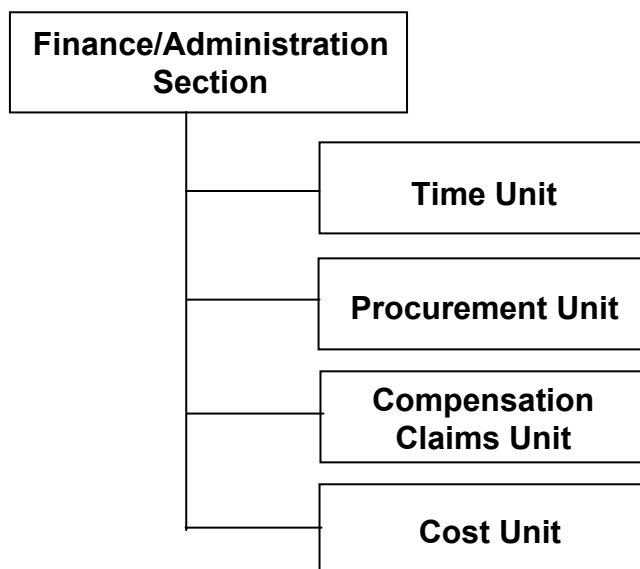 Finance/Administration
Section
Time Unit
Procurement Unit
Compensation
Claims Unit
Cost Unit